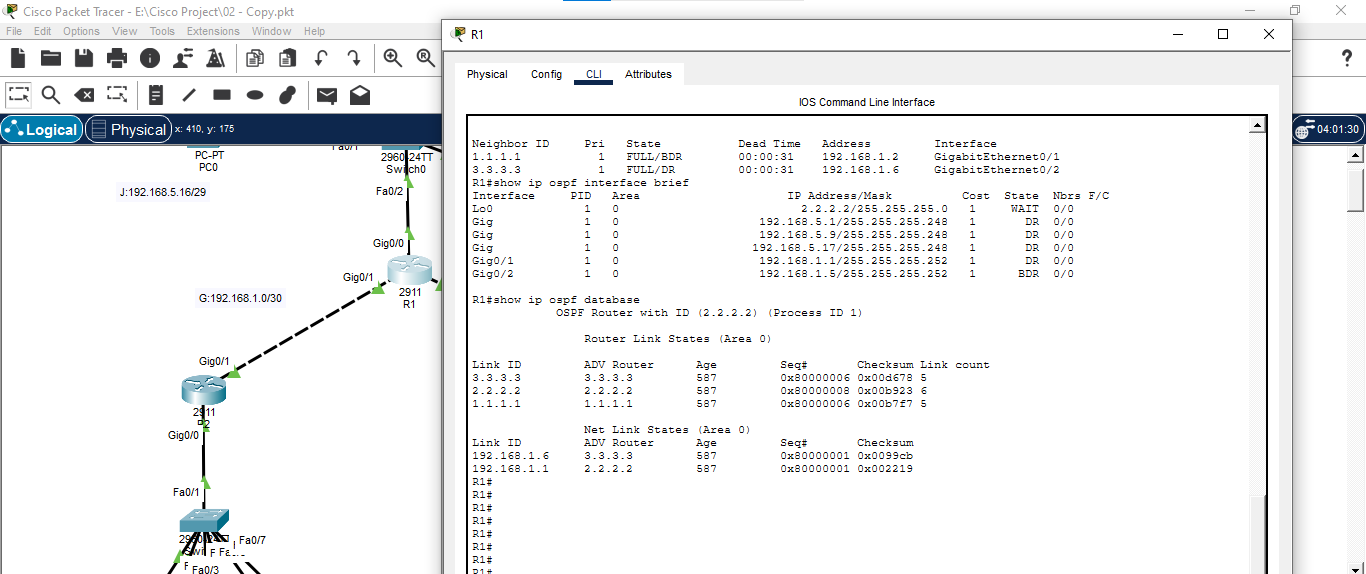 Cisco Packet Tracer - E:\Cisco Project\02 - Copy.pkt
File Edit Options View Tools Extensions Window Help
Logical Physical x: 410, y: 175
04:01:30
PC-PT
PC0
J:192.168.5.16/29
Fa0/1
2960-24TT
Switch0
Fa0/2
Gig0/0
Gig0/1
2911
R1
G:192.168.1.0/30
Gig0/1
2911
Gig0/0
Fa0/1
Fa0/7
Fa0/3
R1
Physical Config CLI Attributes
IOS Command Line Interface
Neighbor ID Pri State Dead Time Address Interface
1.1.1.1 1 FULL/BDR 00:00:31 192.168.1.2 GigabitEthernet0/1
3.3.3.3 1 FULL/DR 00:00:31 192.168.1.6 GigabitEthernet0/2
R1#show ip ospf interface brief
Interface PID Area IP Address/Mask Cost State Nbrs F/C
Lo0 1 0 2.2.2.2/255.255.255.0 1 WAIT 0/0
Gig 1 0 192.168.5.1/255.255.255.248 1 DR 0/0
Gig 1 0 192.168.5.9/255.255.255.248 1 DR 0/0
Gig 1 0 192.168.5.17/255.255.255.248 1 DR 0/0
Gig0/1 1 0 192.168.1.1/255.255.255.252 1 DR 0/0
Gig0/2 1 0 192.168.1.5/255.255.255.252 1 BDR 0/0
R1#show ip ospf database
OSPF Router with ID (2.2.2.2) (Process ID 1)
Router Link States (Area 0)
Link ID ADV Router Age Seq# Checksum Link count
3.3.3.3 3.3.3.3 587 0x80000006 0x00d678 5
2.2.2.2 2.2.2.2 587 0x80000008 0x00b923 6
1.1.1.1 1.1.1.1 587 0x80000006 0x00b7f7 5
Net Link States (Area 0)
Link ID ADV Router Age Seq# Checksum
192.168.1.6 3.3.3.3 587 0x80000001 0x0099cb
192.168.1.1 2.2.2.2 587 0x80000001 0x002219
R1#
R1#
R1#
R1#
R1#
R1#
R1#
R1#